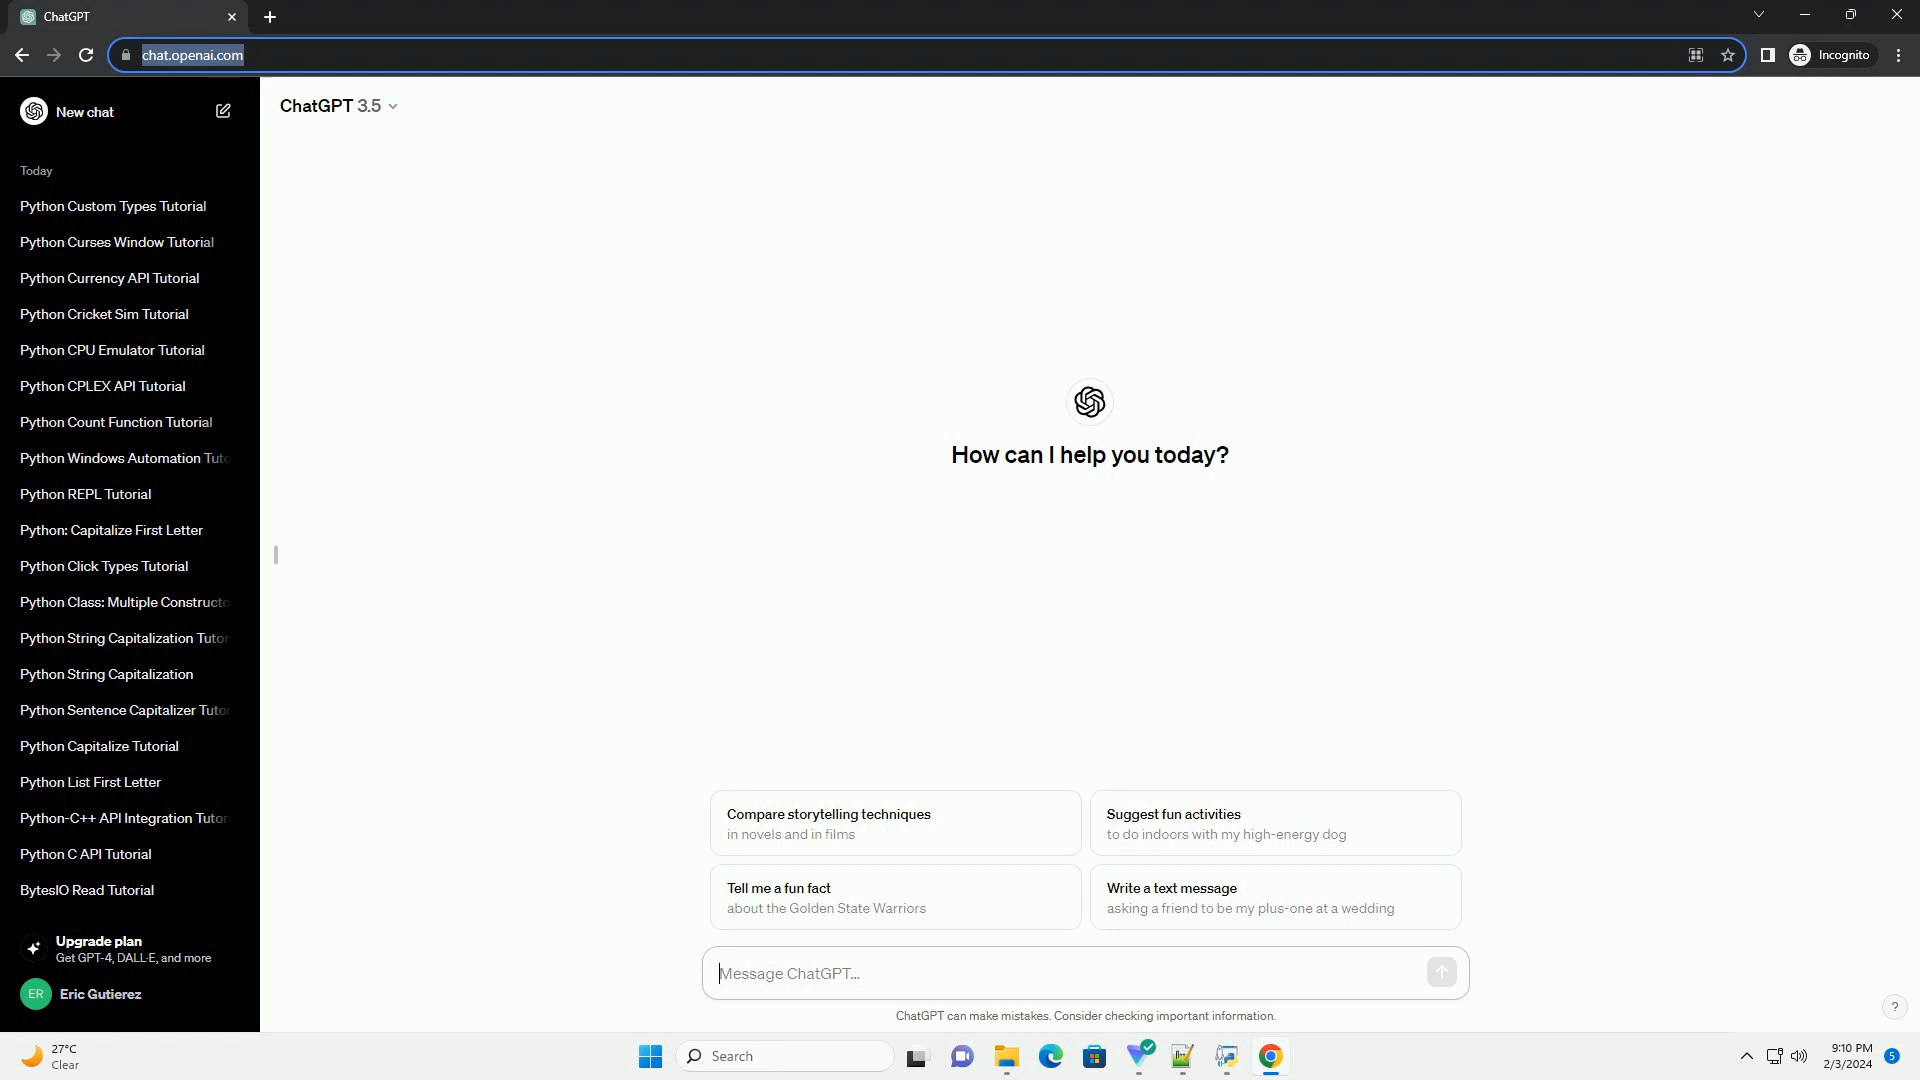 ChatGPT
chat.openai.com
Incognito
New chat
Today
Python Custom Types Tutorial
Python Curses Window Tutorial
Python Currency API Tutorial
Python Cricket Sim Tutorial
Python CPU Emulator Tutorial
Python CPLEX API Tutorial
Python Count Function Tutorial
Python Windows Automation Tuto
Python REPL Tutorial
Python: Capitalize First Letter
Python Click Types Tutorial
Python Class: Multiple Constructo
Python String Capitalization Tutor
Python String Capitalization
Python Sentence Capitalizer Tutor
Python Capitalize Tutorial
Python List First Letter
Python-C++ API Integration Tutor
Python C API Tutorial
BytesIO Read Tutorial
Upgrade plan
Get GPT-4, DALL·E, and more
ER
Eric Gutierez
ChatGPT 3.5
How can I help you today?
Compare storytelling techniques
in novels and in films
Suggest fun activities
to do indoors with my high-energy dog
Tell me a fun fact
about the Golden State Warriors
Write a text message
asking a friend to be my plus-one at a wedding
Message ChatGPT...
ChatGPT can make mistakes. Consider checking important information.
?
27°C
Clear
Search
9:10 PM
2/3/2024
5